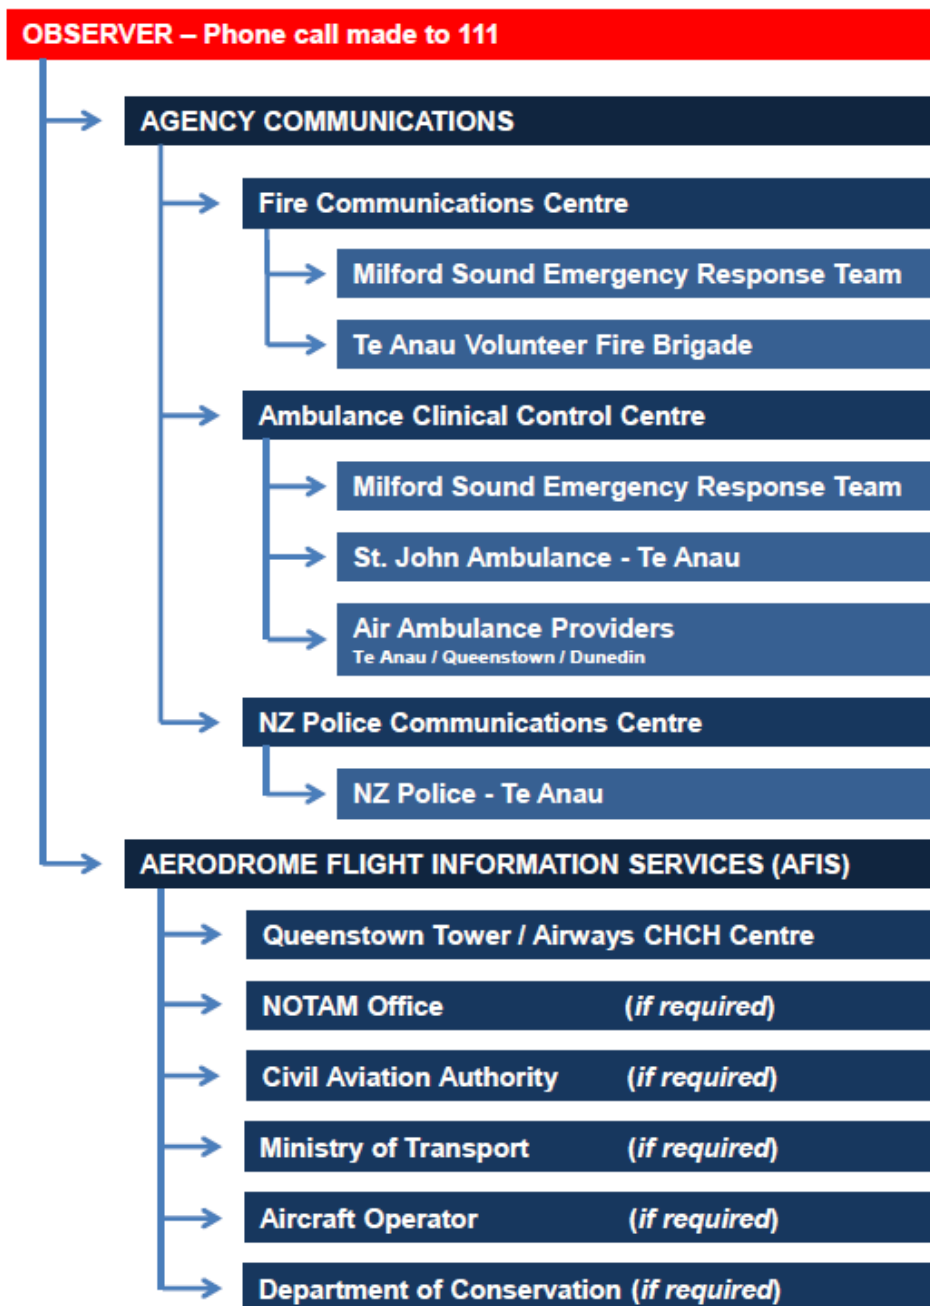 OBSERVER – Phone call made to 111
AGENCY COMMUNICATIONS
Fire Communications Centre
Milford Sound Emergency Response Team
Te Anau Volunteer Fire Brigade
Ambulance Clinical Control Centre
Milford Sound Emergency Response Team
St. John Ambulance - Te Anau
Air Ambulance Providers
Te Anau / Queenstown / Dunedin
NZ Police Communications Centre
NZ Police - Te Anau
AERODROME FLIGHT INFORMATION SERVICES (AFIS)
Queenstown Tower / Airways CHCH Centre
NOTAM Office (if required)
Civil Aviation Authority (if required)
Ministry of Transport (if required)
Aircraft Operator (if required)
Department of Conservation (if required)